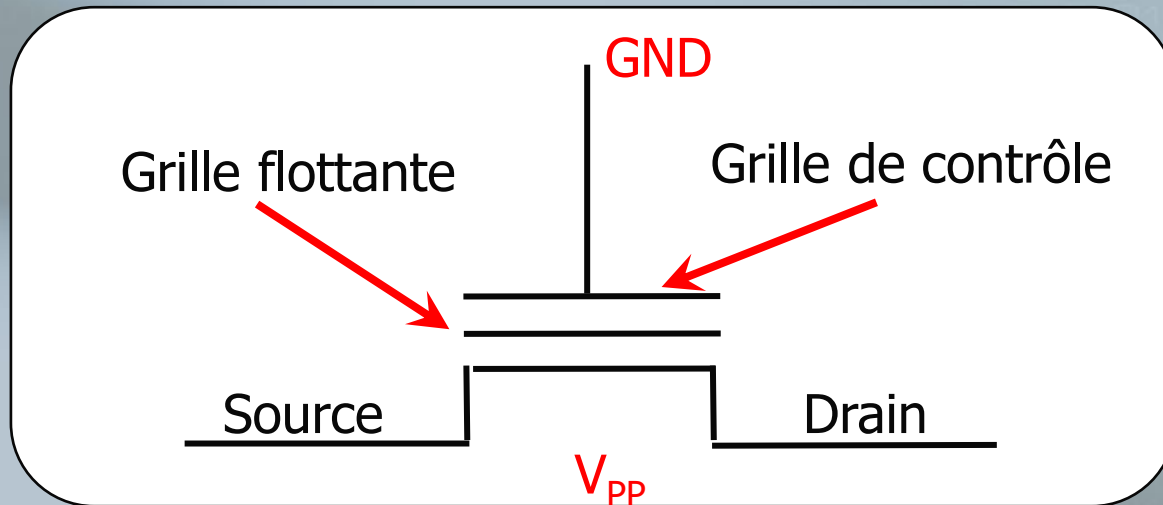 GND
Grille flottante
Grille de contrôle
Source
Drain
VPP